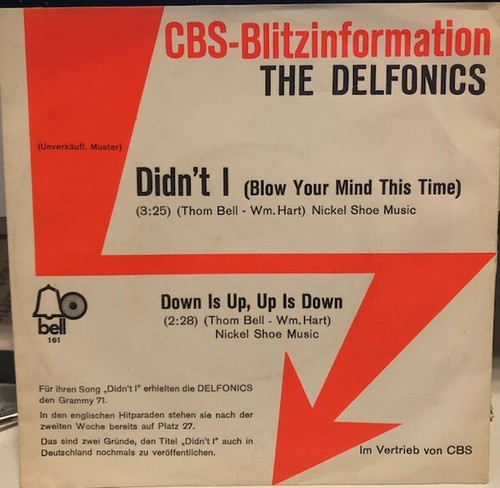 CBS-Blitzinformation
THE DELFONICS
(Unverkäufl. Muster)
Didn't I (Blow Your Mind This Time)
(3:25) (Thom Bell - Wm. Hart) Nickel Shoe Music
Down Is Up, Up Is Down
(2:28) (Thom Bell - Wm. Hart)
Nickel Shoe Music
bell
161
Für ihren Song „Didn't I" erhielten die DELFONICS
den Grammy 71.
In den englischen Hitparaden stehen sie nach der
zweiten Woche bereits auf Platz 27.
Das sind zwei Gründe, den Titel „Didn't I" auch in
Deutschland nochmals zu veröffentlichen.
Im Vertrieb von CBS